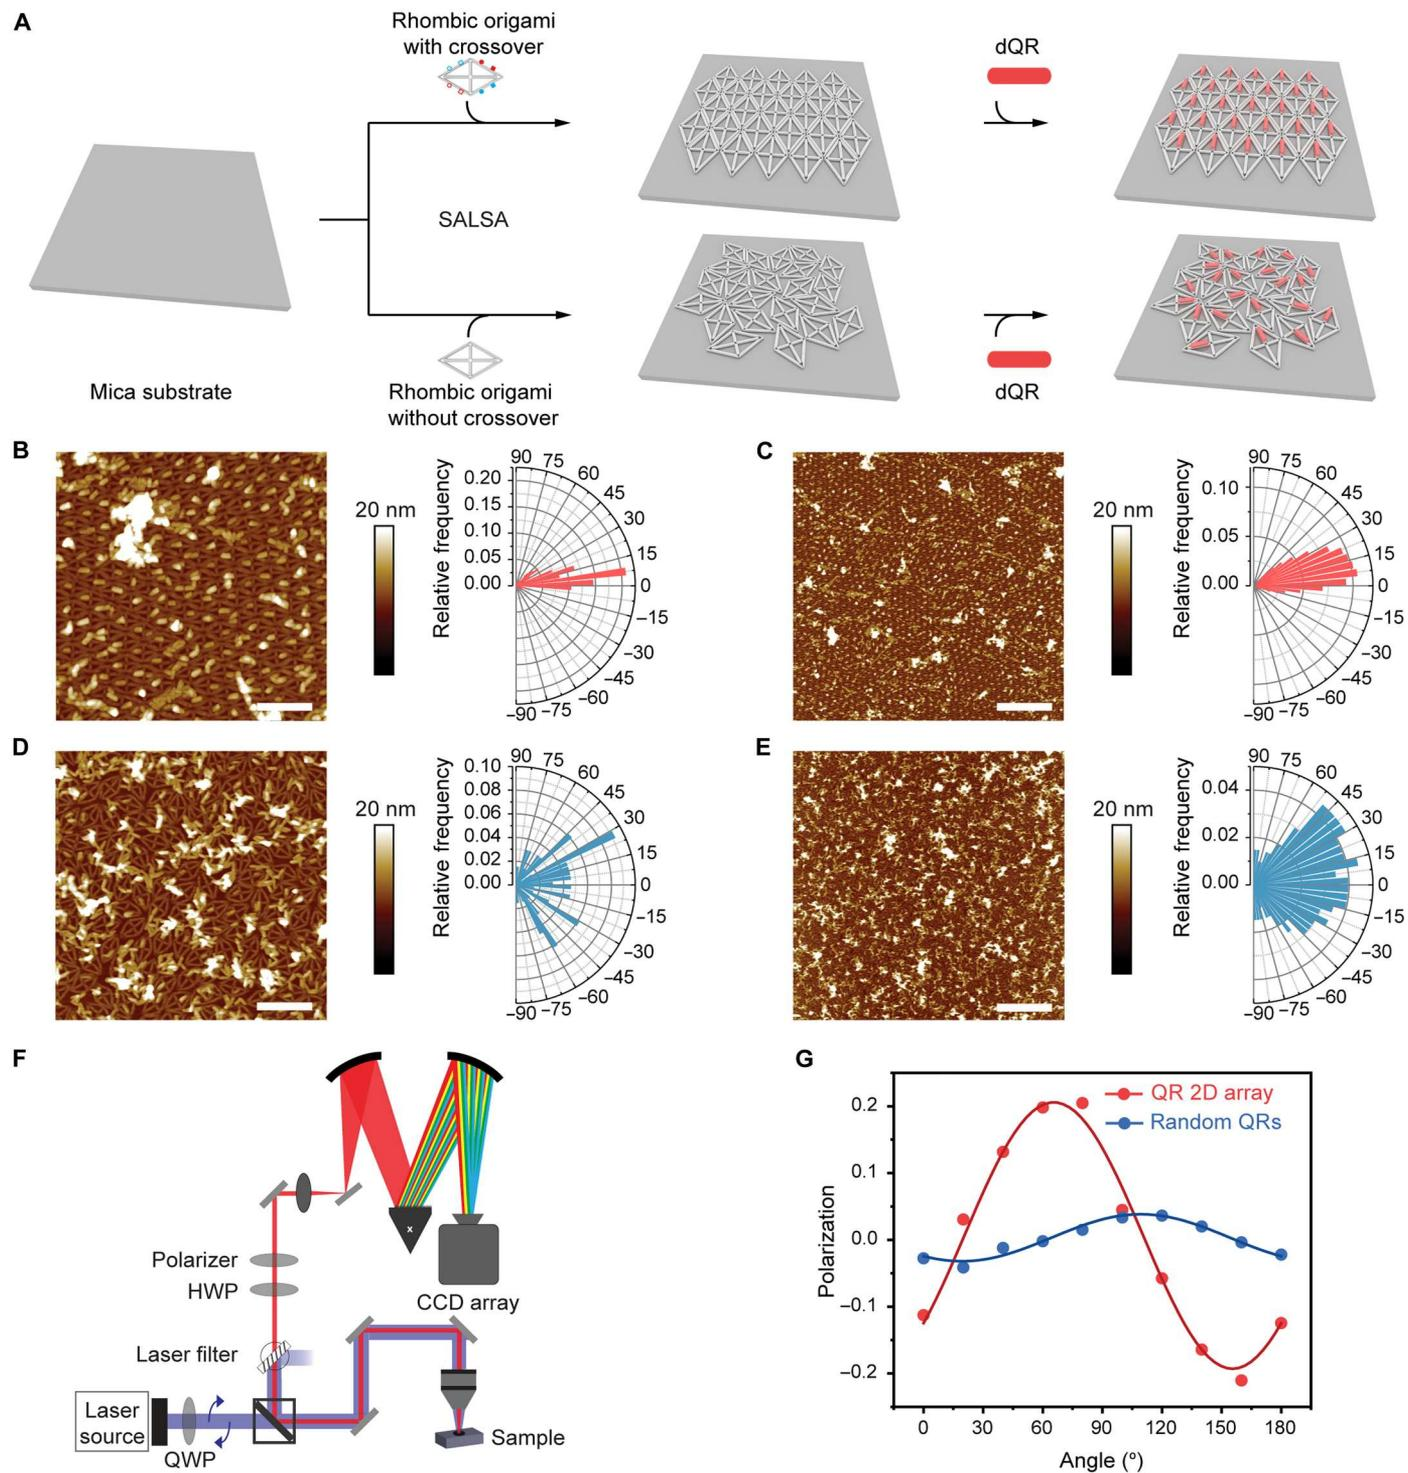 A
Rhombic origami
with crossover
SALSA
Mica substrate
Rhombic origami
without crossover
dQR
dQR
B
20 nm
Relative frequency
0.20
0.15
0.10
0.05
0.00
90
75
60
45
30
15
0
−15
−30
−45
−60
−75
−90
C
20 nm
Relative frequency
0.10
0.05
0.00
90
75
60
45
30
15
0
−15
−30
−45
−60
−75
−90
D
20 nm
Relative frequency
0.10
0.08
0.06
0.04
0.02
0.00
90
75
60
45
30
15
0
−15
−30
−45
−60
−75
−90
E
20 nm
Relative frequency
0.04
0.02
0.00
90
75
60
45
30
15
0
−15
−30
−45
−60
−75
−90
F
x
Polarizer
HWP
CCD array
Laser filter
Laser
source
QWP
Sample
G
QR 2D array
Random QRs
Polarization
0.2
0.1
0.0
−0.1
−0.2
0 30 60 90 120 150 180
Angle (º)